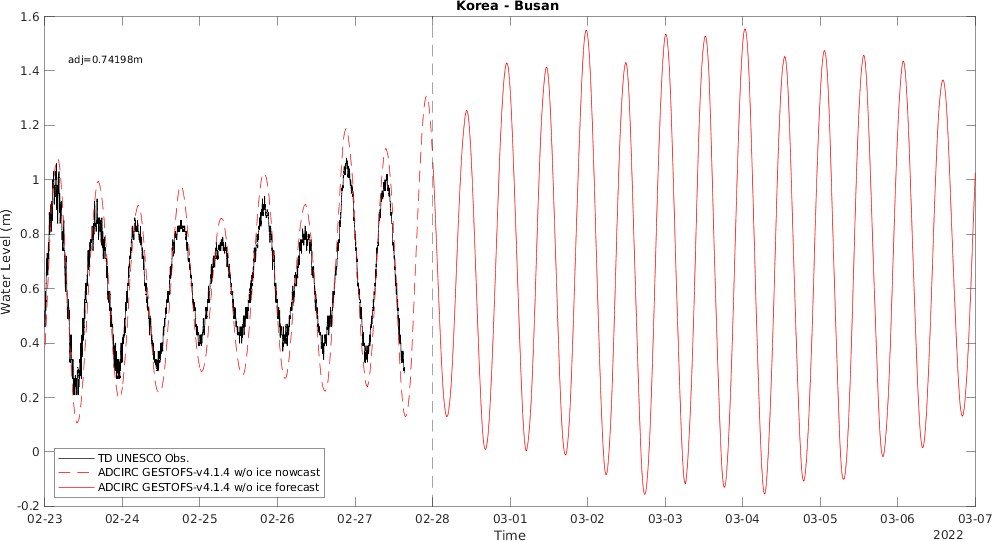 Korea - Busan
adj=0.74198m
Water Level (m)
1.6
1.4
1.2
1
0.8
0.6
0.4
0.2
0
-0.2
TD UNESCO Obs.
ADCIRC GESTOFS-v4.1.4 w/o ice nowcast
ADCIRC GESTOFS-v4.1.4 w/o ice forecast
02-23 02-24 02-25 02-26 02-27 02-28 03-01 03-02 03-03 03-04 03-05 03-06 03-07
Time
2022